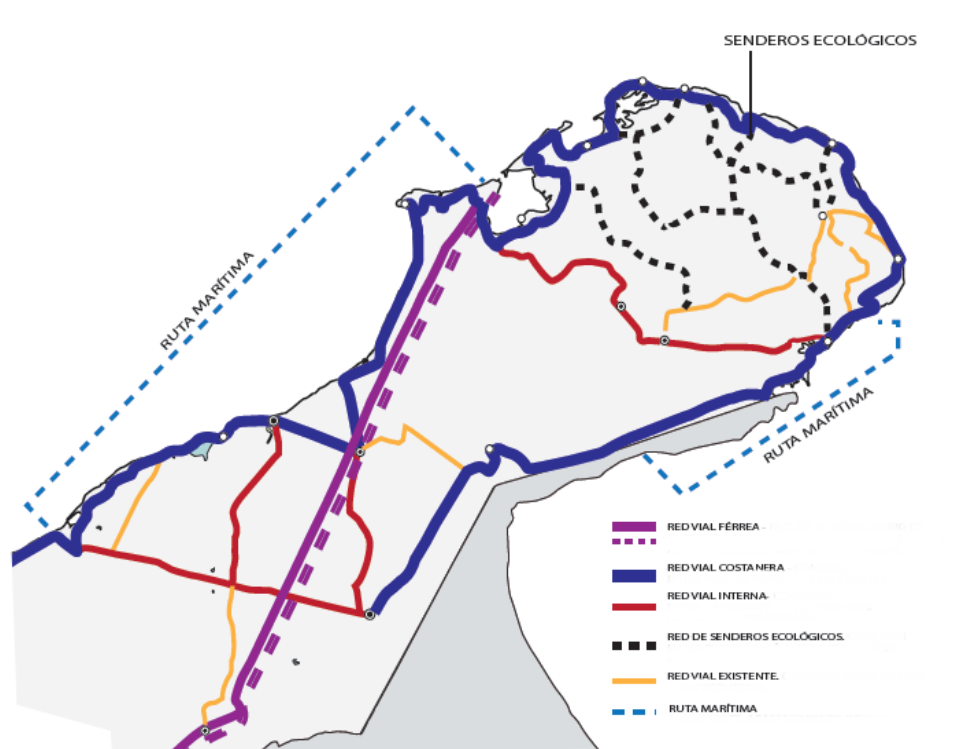 SENDEROS ECOLÓGICOS
RUTA MARÍTIMA
RUTA MARÍTIMA
RED VIAL FÉRREA -
RED VIAL COSTANERA
RED VIAL INTERNA-
RED DE SENDEROS ECOLÓGICOS.
RED VIAL EXISTENTE.
RUTA MARÍTIMA